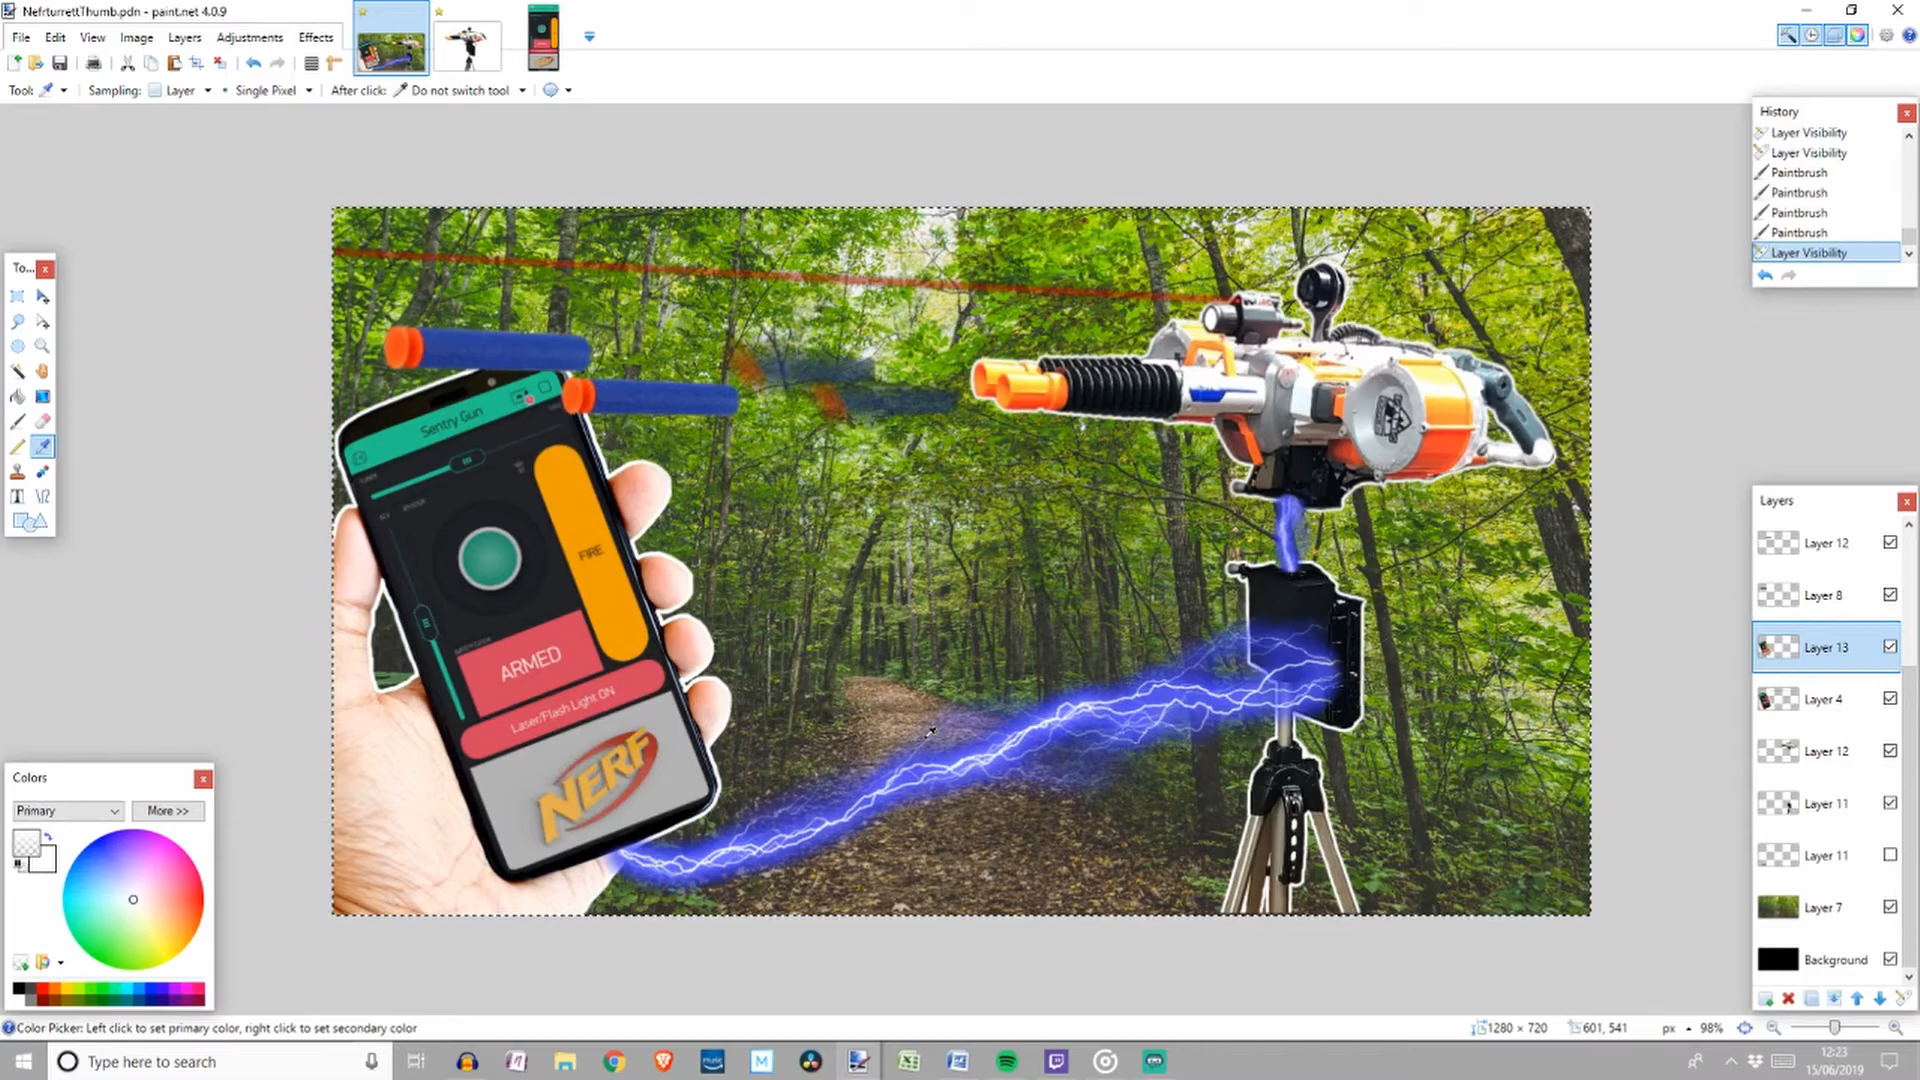 NefrturrettThumb.pdn - paint.net 4.0.9
File Edit View Image Layers Adjustments Effects
Tool: Sampling: Layer Single Pixel After click: Do not switch tool
History
Layer Visibility
Layer Visibility
Paintbrush
Paintbrush
Paintbrush
Paintbrush
Layer Visibility
To...
Sentry Gun
FIRE
ARMED
Laser/Flash Light ON
NERF
Layers
Layer 12
Layer 8
Layer 13
Layer 4
Layer 12
Layer 11
Layer 11
Layer 7
Background
Colors
Primary
More >>
Color Picker: Left click to set primary color, right click to set secondary color
1280 × 720
601, 541
px
98%
Type here to search
music
M
12:23
15/06/2019